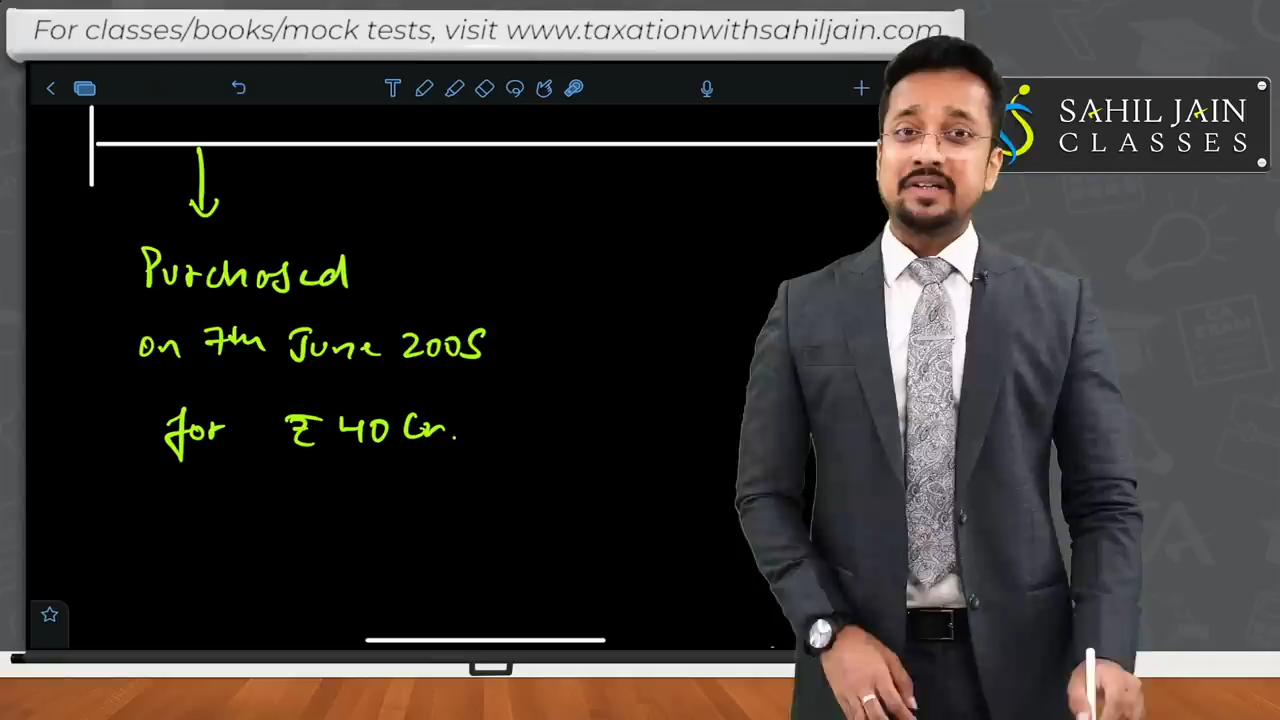 For classes/books/mock tests, visit www.taxationwithsahiljain.com
SAHIL JAIN
CLASSES
Purchased
on 7th June 2005
for ₹ 40 Cr.